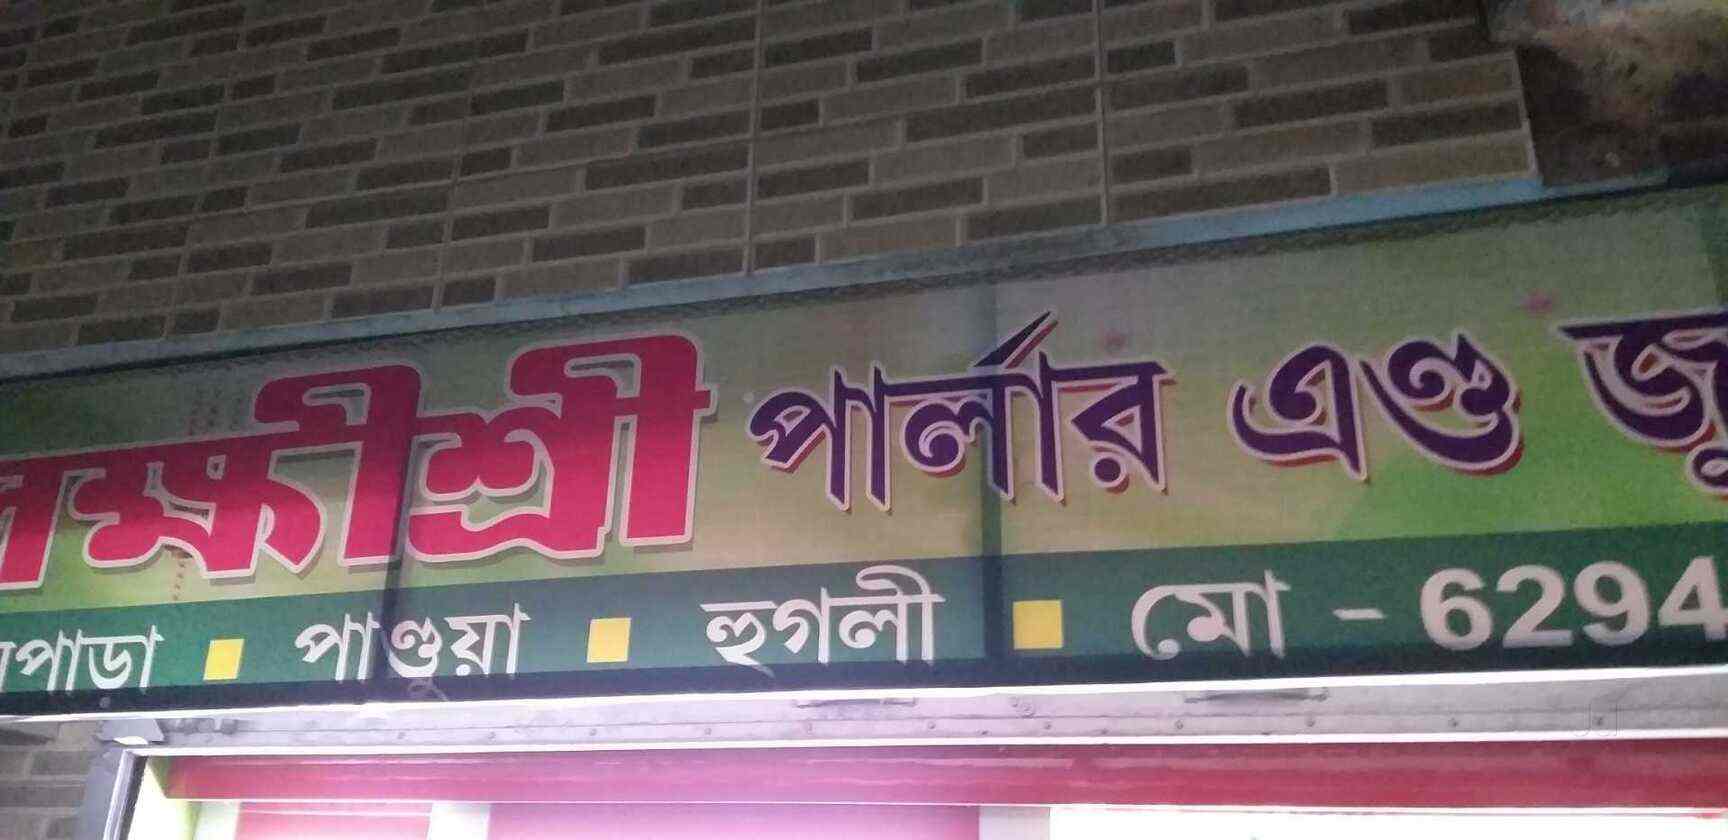 লক্ষ্মীশ্রী পার্লার এণ্ড
পাণ্ডুয়া হুগলী মো - 6294